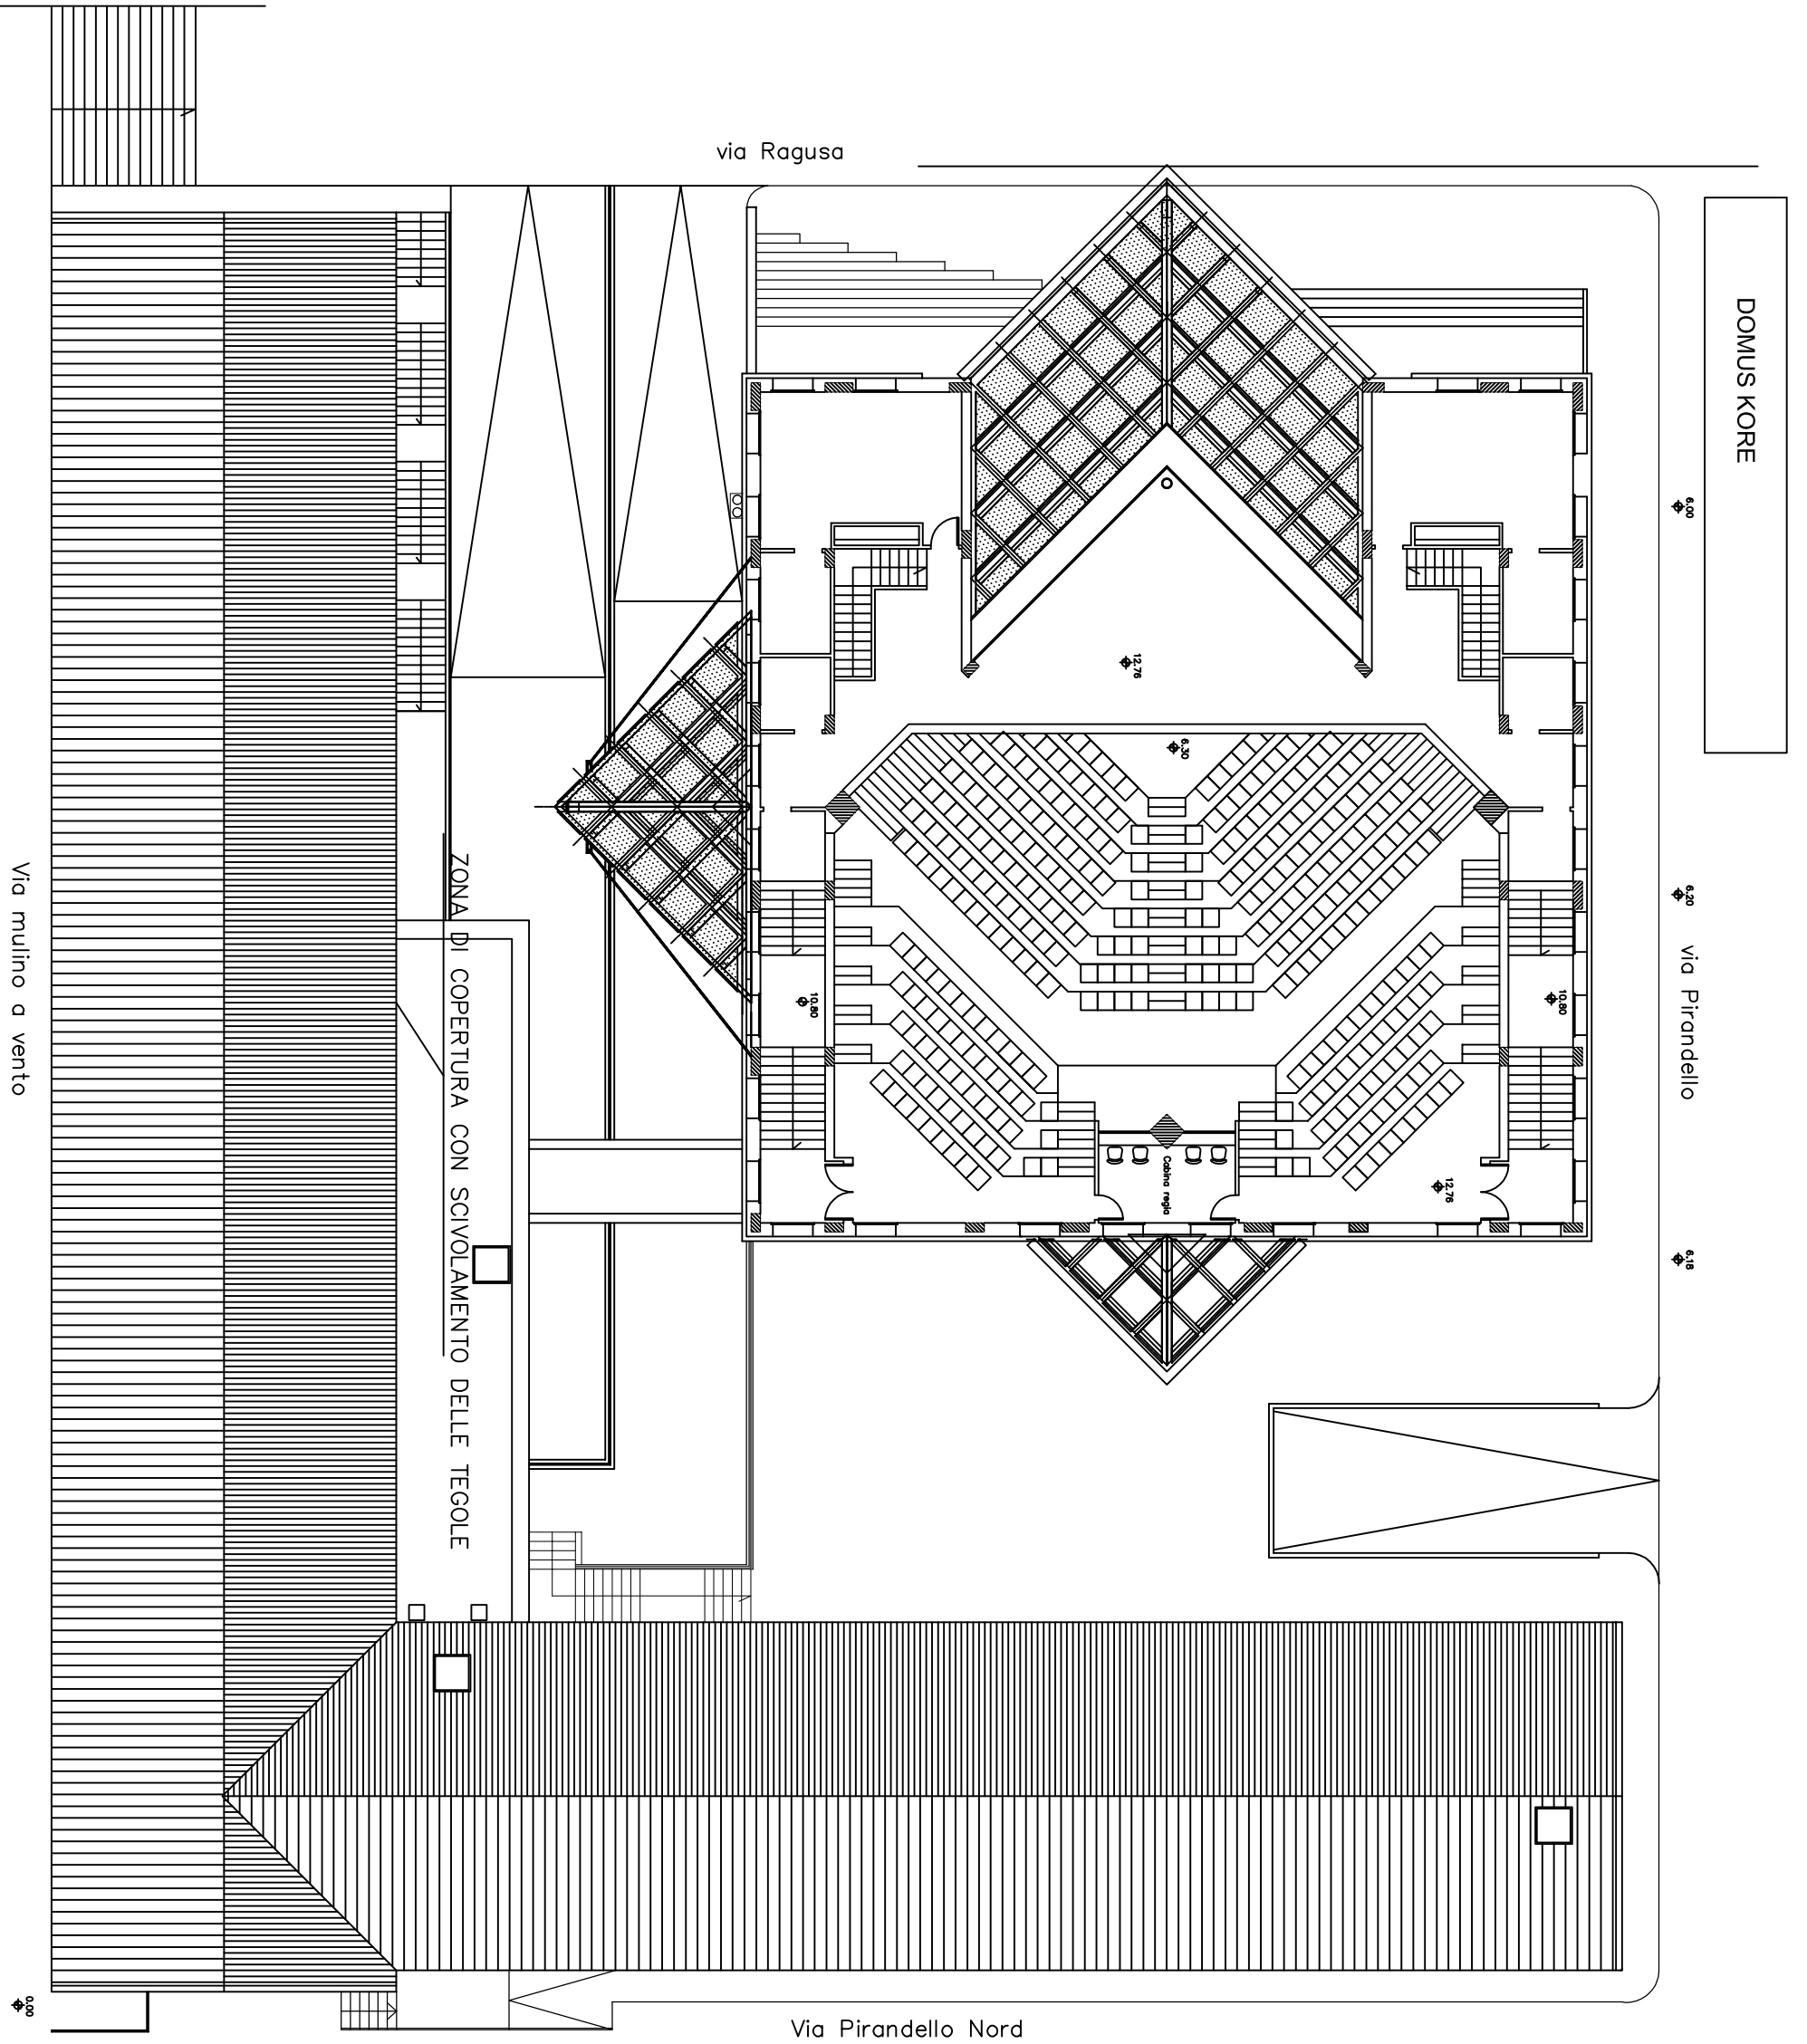 via Ragusa
DOMUS KORE
6.00
12.76
6.30
6.20
via Pirandello
10.80
10.80
ZONA DI COPERTURA CON SCIVOLAMENTO DELLE TEGOLE
Via mulino a vento
Cabina regia
12.76
6.18
0.00
Via Pirandello Nord